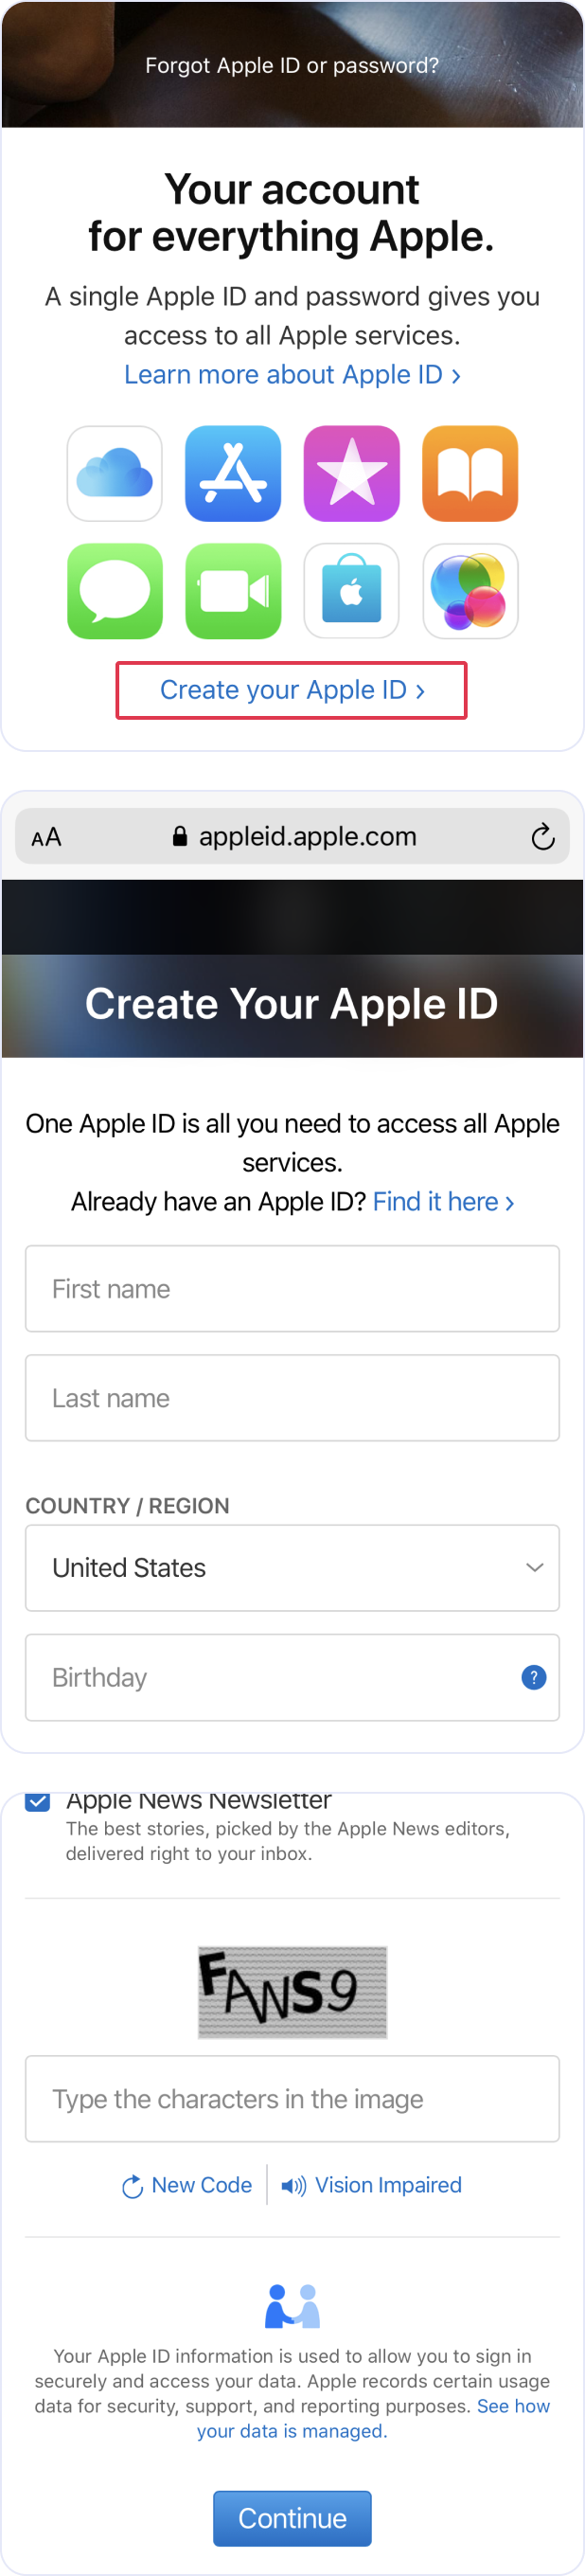 Forgot Apple ID or password?
Your account
for everything Apple.
A single Apple ID and password gives you
access to all Apple services.
Learn more about Apple ID ›
Create your Apple ID ›
AA
appleid.apple.com
Create Your Apple ID
One Apple ID is all you need to access all Apple
services.
Already have an Apple ID? Find it here ›
First name
Last name
COUNTRY / REGION
United States
Birthday
?
Apple News Newsletter
The best stories, picked by the Apple News editors,
delivered right to your inbox.
FAWS9
Type the characters in the image
New Code
Vision Impaired
Your Apple ID information is used to allow you to sign in
securely and access your data. Apple records certain usage
data for security, support, and reporting purposes. See how
your data is managed.
Continue